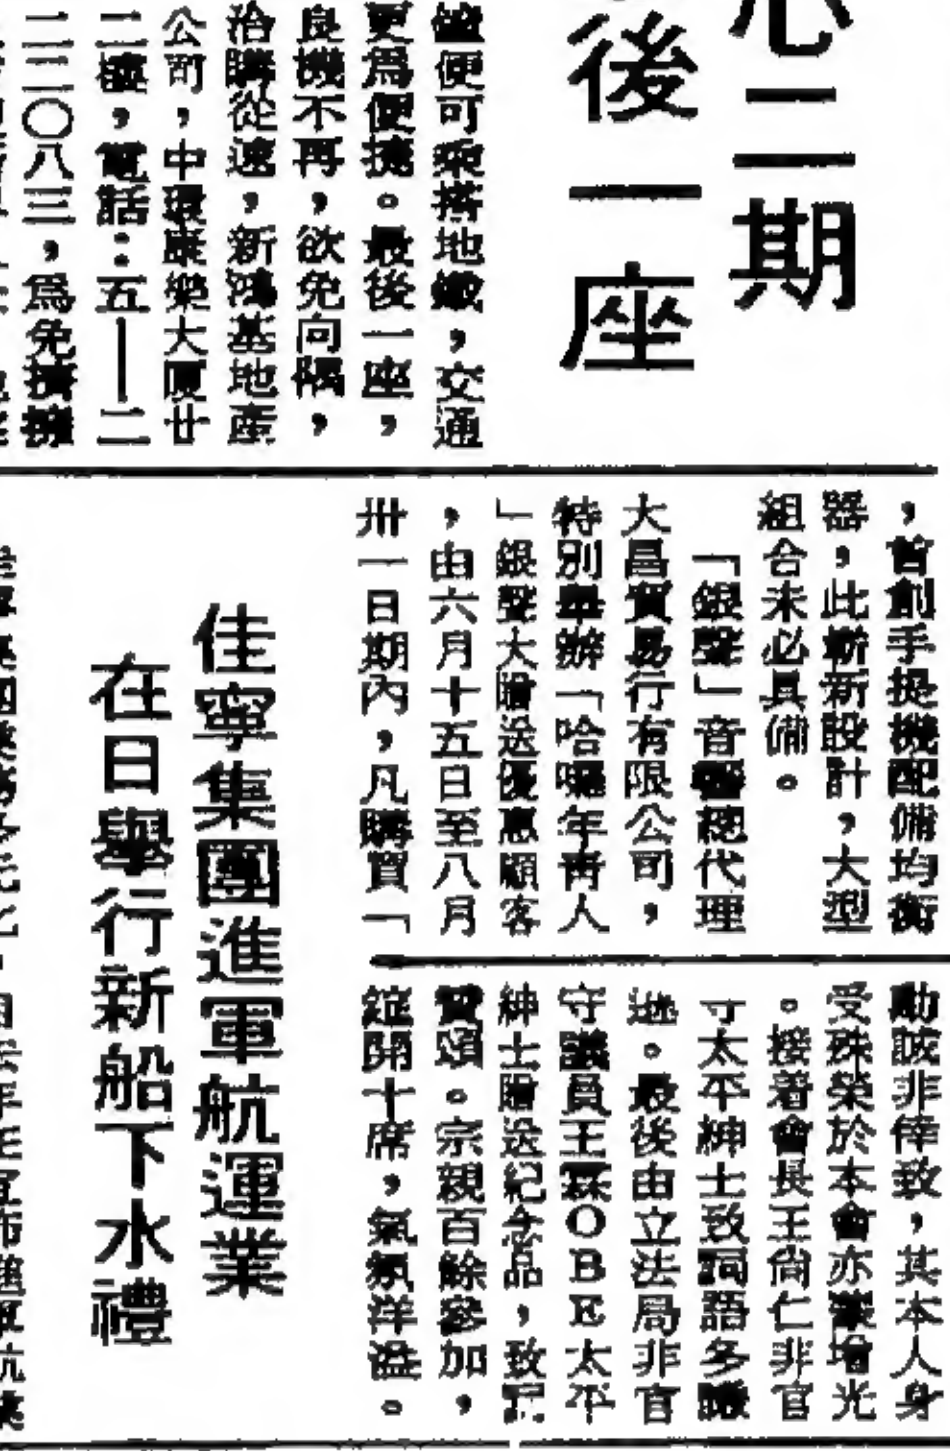 心二期
後一座
便可乘搭地鐵，交通
更為便捷。最後一座，
良機不再，欲免向隅，
洽購從速，新鴻基地產
公司，中環康樂大厦廿
二樓，電話：五——二
二二〇八三，為免擠擁
，首創手提機配備均衡
器，此嶄新設計，大型
組合未必具備。
「銀聲」音響總代理
大昌貿易行有限公司，
特別舉辦「哈囉年青人
」銀聲大贈送優惠顧客
，由六月十五日至八月
卅一日期內，凡購買「
佳寧集團進軍航運業
在日舉行新船下水禮
勵誠非倖致，其本人身
受殊榮於本會亦叢增光
。接着會長王尙仁非官
守太平紳士致詞語多
遜。最後由立法局非官
守議員王霖OBE太平
紳士贈送紀念品，致
賀頌。宗親百餘參加，
筵開十席，氣氛洋溢。